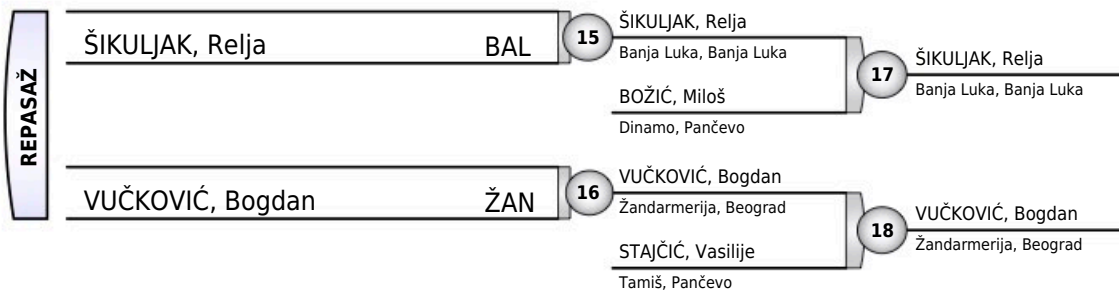 REPASAŽ
ŠIKULJAK, Relja BAL
15
ŠIKULJAK, Relja
Banja Luka, Banja Luka
BOŽIĆ, Miloš
Dinamo, Pančevo
17
ŠIKULJAK, Relja
Banja Luka, Banja Luka
VUČKOVIĆ, Bogdan ŽAN
16
VUČKOVIĆ, Bogdan
Žandarmerija, Beograd
STAJČIĆ, Vasilije
Tamiš, Pančevo
18
VUČKOVIĆ, Bogdan
Žandarmerija, Beograd